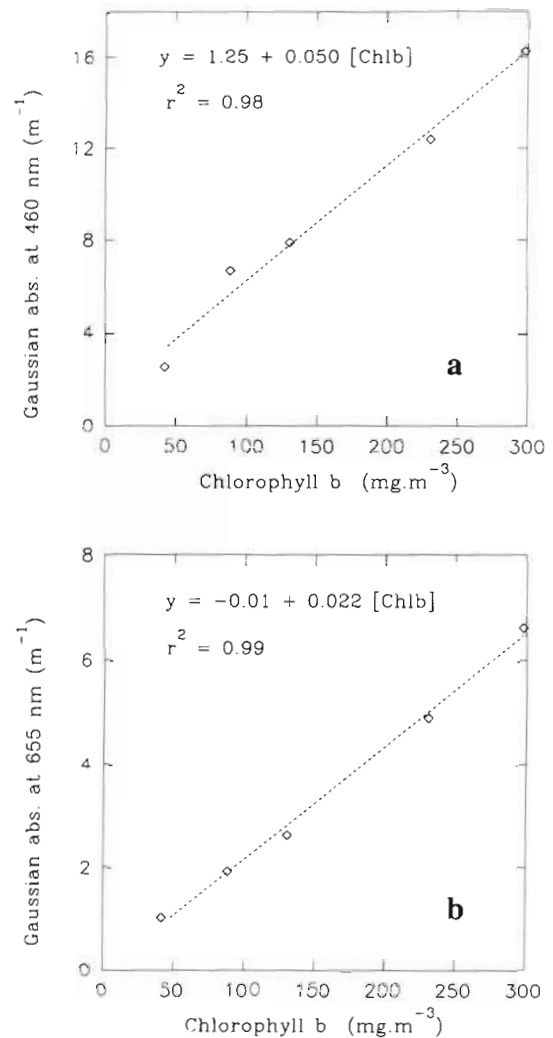 16
12
8
4
0
Gaussian abs. at 460 nm (m⁻¹)
y = 1.25 + 0.050 [Chlb]
r² = 0.98
a
0 50 100 150 200 250 300
Chlorophyll b (mg.m⁻³)
8
6
4
2
0
Gaussian abs. at 655 nm (m⁻¹)
y = -0.01 + 0.022 [Chlb]
r² = 0.99
b
0 50 100 150 200 250 300
Chlorophyll b (mg.m⁻³)